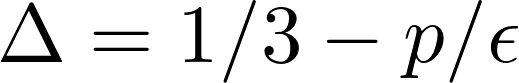 Δ = 1/3 − p/ϵ